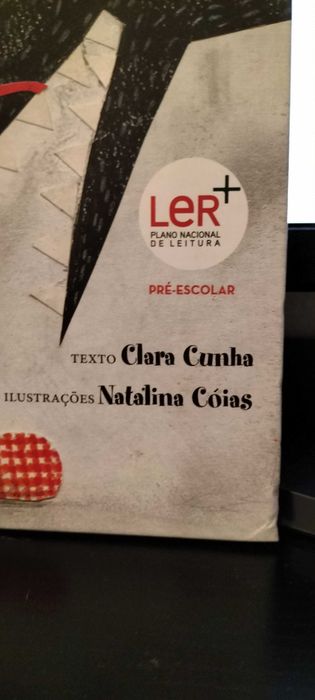 LeR+
PLANO NACIONAL
DE LEITURA
PRÉ-ESCOLAR
TEXTO Clara Cunha
ILUSTRAÇÕES Natalina Cóias